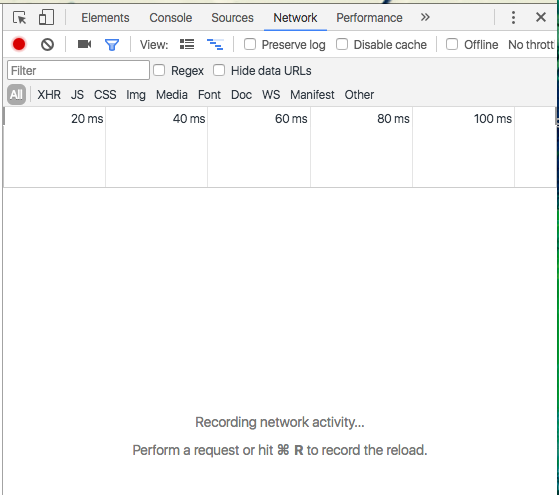 Elements Console Sources Network Performance »
View: Preserve log Disable cache Offline No thrott
Filter Regex Hide data URLs
All XHR JS CSS Img Media Font Doc WS Manifest Other
20 ms 40 ms 60 ms 80 ms 100 ms
Recording network activity...
Perform a request or hit ⌘ R to record the reload.